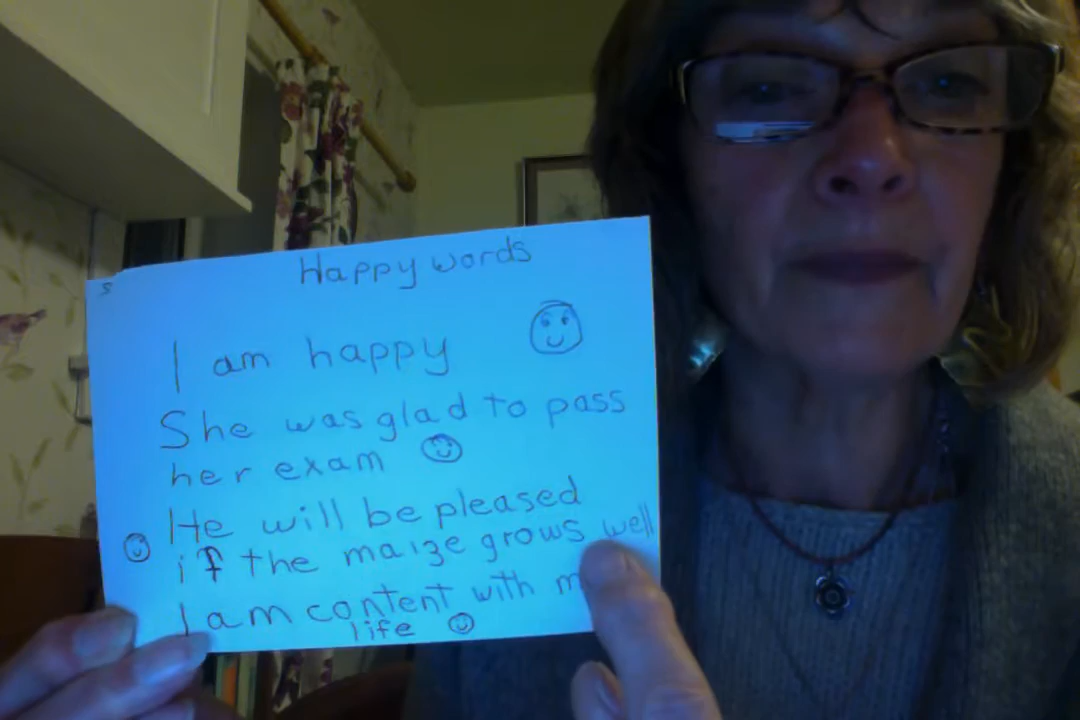 s
Happy words
I am happy
She was glad to pass
her exam
He will be pleased
if the maize grows well
I am content with
life